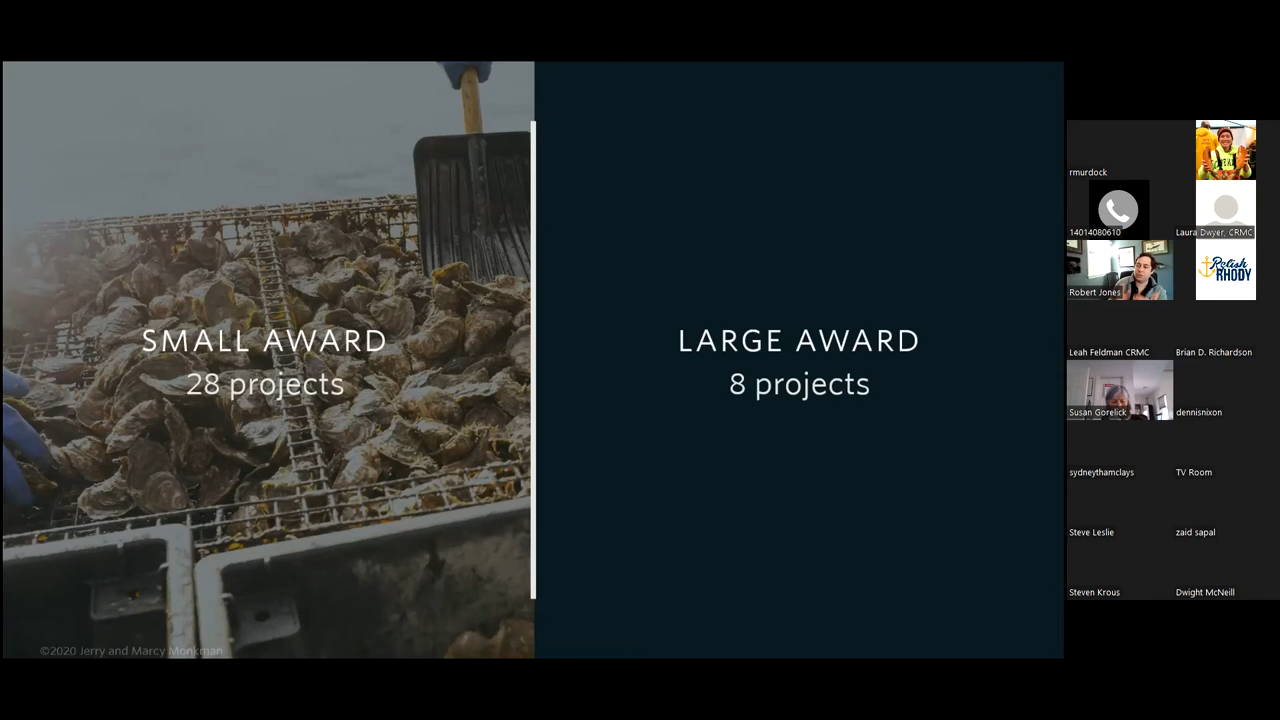 SMALL AWARD
28 projects
LARGE AWARD
8 projects
©2020 Jerry and Marcy Monkman
rmurdock
14014080610
Laura Dwyer, CRMC
Robert Jones
Relish
RHODY
Leah Feldman CRMC
Brian D. Richardson
Susan Gorelick
dennisnixon
sydneythamclays
TV Room
Steve Leslie
zaid sapal
Steven Krous
Dwight McNeill